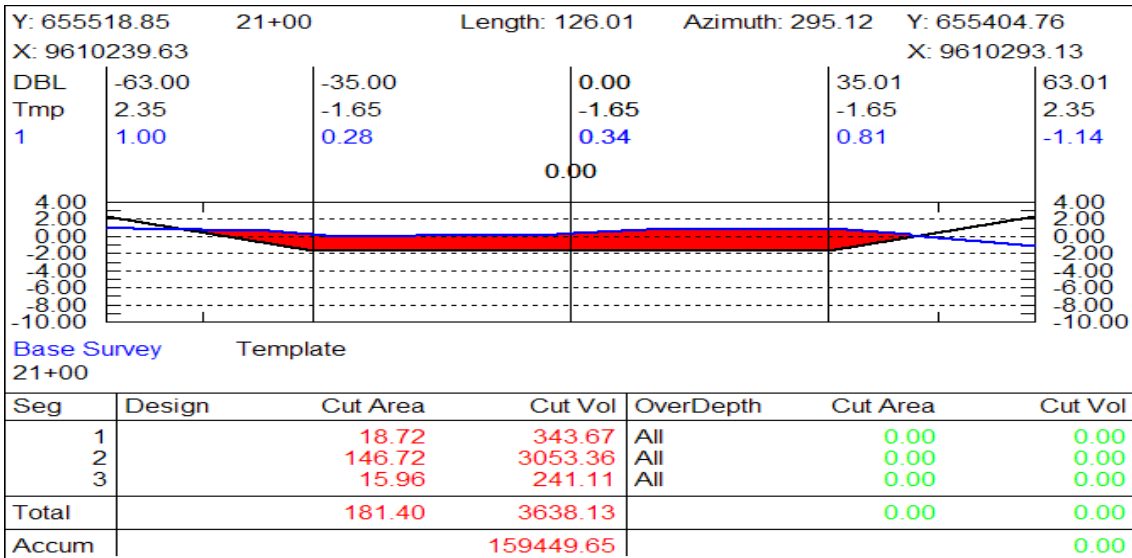 Y: 655518.85 21+00 Length: 126.01 Azimuth: 295.12 Y: 655404.76
X: 9610239.63 X: 9610293.13
DBL -63.00 -35.00 0.00 35.01 63.01
Tmp 2.35 -1.65 -1.65 -1.65 2.35
1 1.00 0.28 0.34 0.81 -1.14
0.00
4.00 4.00
2.00 2.00
0.00 0.00
-2.00 -2.00
-4.00 -4.00
-6.00 -6.00
-8.00 -8.00
-10.00 -10.00
Base Survey Template
21+00
Seg Design Cut Area Cut Vol OverDepth Cut Area Cut Vol
1 18.72 343.67 All 0.00 0.00
2 146.72 3053.36 All 0.00 0.00
3 15.96 241.11 All 0.00 0.00
Total 181.40 3638.13 0.00 0.00
Accum 159449.65 0.00